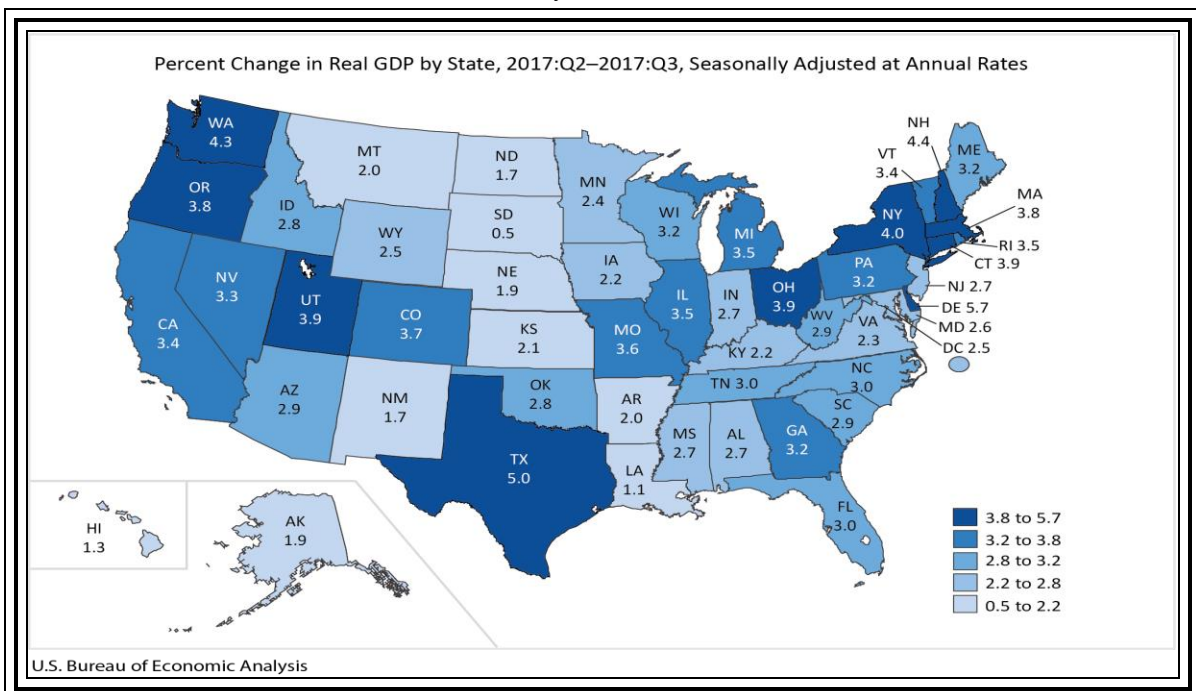 Percent Change in Real GDP by State, 2017:Q2–2017:Q3, Seasonally Adjusted at Annual Rates
WA
4.3
OR
3.8
CA
3.4
NV
3.3
ID
2.8
MT
2.0
WY
2.5
UT
3.9
CO
3.7
AZ
2.9
NM
1.7
ND
1.7
SD
0.5
NE
1.9
KS
2.1
OK
2.8
TX
5.0
MN
2.4
IA
2.2
MO
3.6
AR
2.0
LA
1.1
WI
3.2
IL
3.5
MI
3.5
IN
2.7
OH
3.9
KY 2.2
TN 3.0
MS
2.7
AL
2.7
GA
3.2
FL
3.0
SC
2.9
NC
3.0
VA
2.3
WV
2.9
PA
3.2
NY
4.0
VT
3.4
NH
4.4
ME
3.2
MA
3.8
RI 3.5
CT 3.9
NJ 2.7
DE 5.7
MD 2.6
DC 2.5
HI
1.3
AK
1.9
3.8 to 5.7
3.2 to 3.8
2.8 to 3.2
2.2 to 2.8
0.5 to 2.2
U.S. Bureau of Economic Analysis